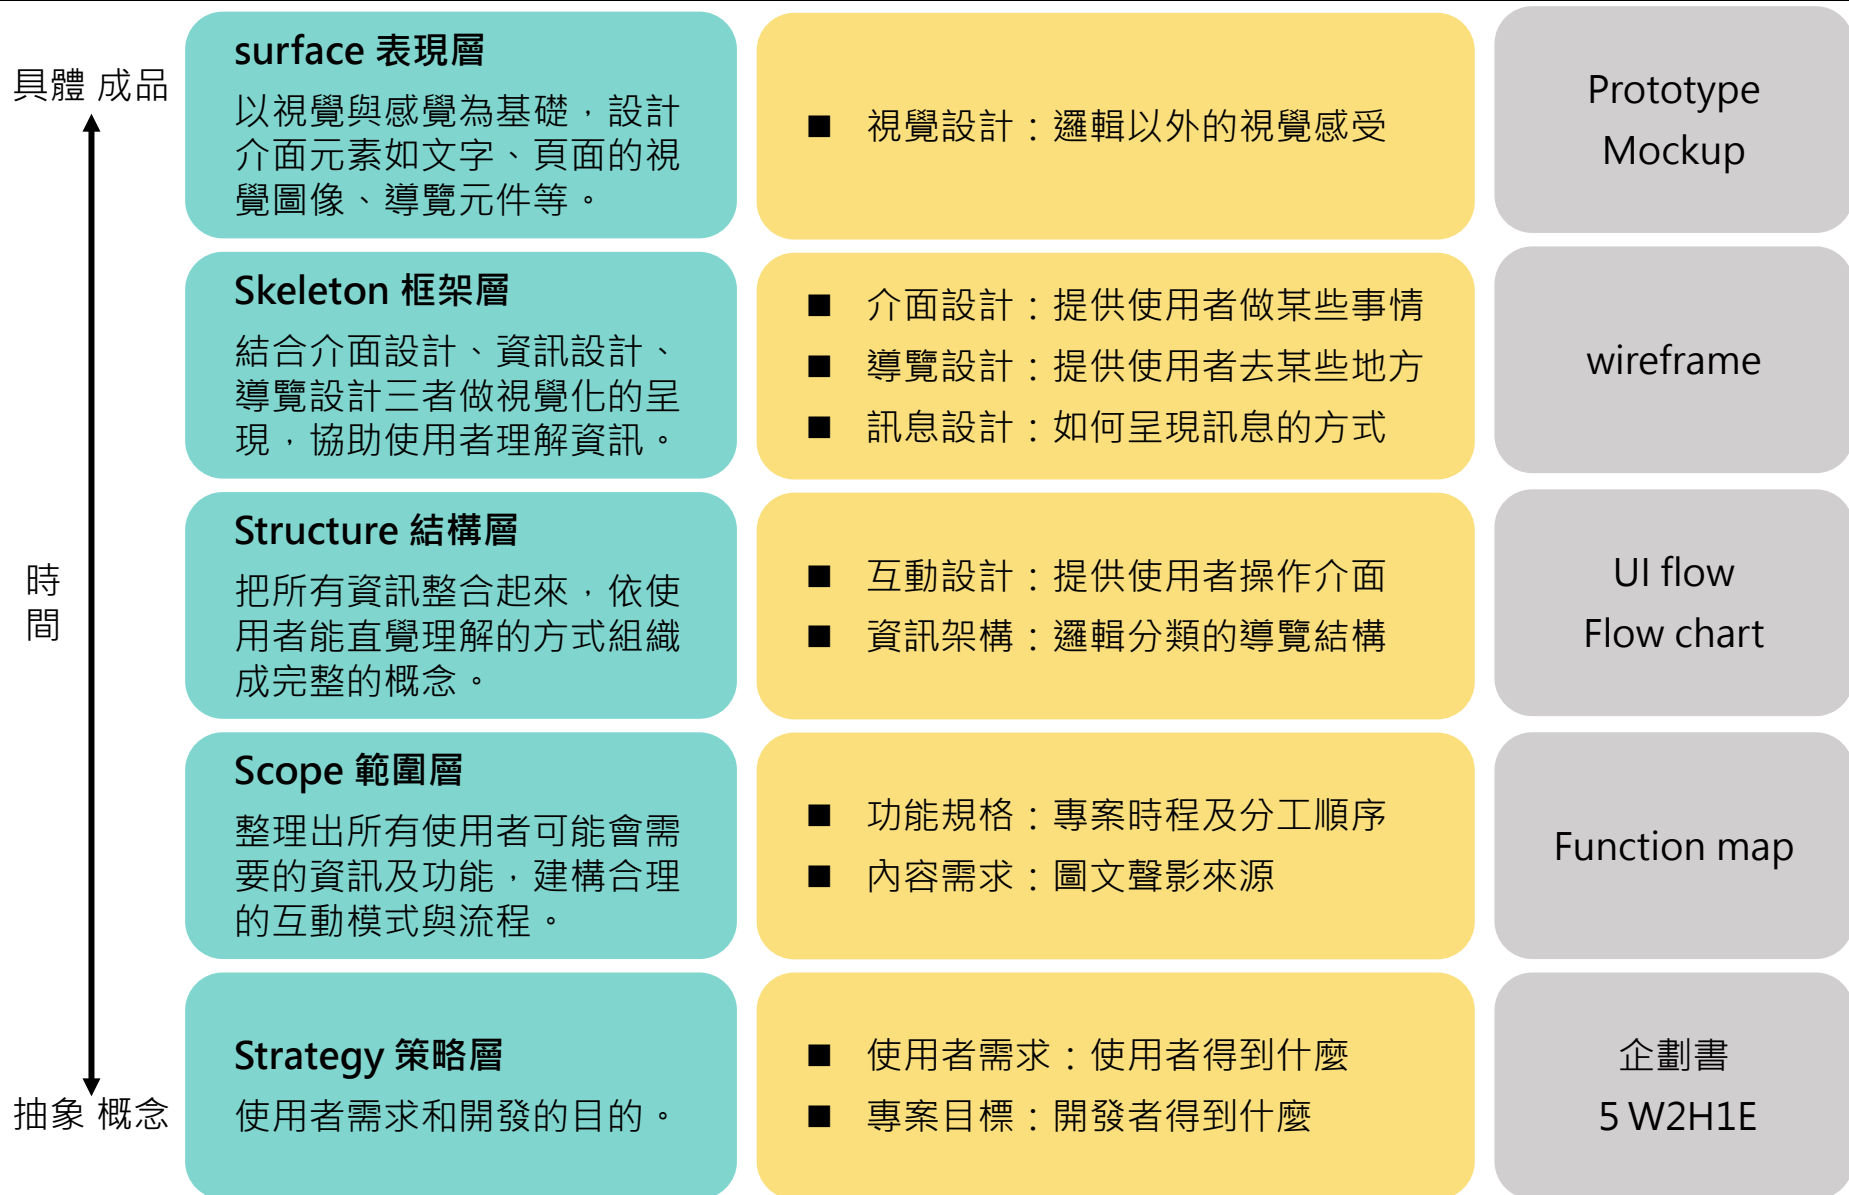 具體 成品
時
間
抽象 概念
surface 表現層
以視覺與感覺為基礎，設計
介面元素如文字、頁面的視
覺圖像、導覽元件等。
■ 視覺設計：邏輯以外的視覺感受
Prototype
Mockup
Skeleton 框架層
結合介面設計、資訊設計、
導覽設計三者做視覺化的呈
現，協助使用者理解資訊。
■ 介面設計：提供使用者做某些事情
■ 導覽設計：提供使用者去某些地方
■ 訊息設計：如何呈現訊息的方式
wireframe
Structure 結構層
把所有資訊整合起來，依使
用者能直覺理解的方式組織
成完整的概念。
■ 互動設計：提供使用者操作介面
■ 資訊架構：邏輯分類的導覽結構
UI flow
Flow chart
Scope 範圍層
整理出所有使用者可能會需
要的資訊及功能，建構合理
的互動模式與流程。
■ 功能規格：專案時程及分工順序
■ 內容需求：圖文聲影來源
Function map
Strategy 策略層
使用者需求和開發的目的。
■ 使用者需求：使用者得到什麼
■ 專案目標：開發者得到什麼
企劃書
5 W2H1E